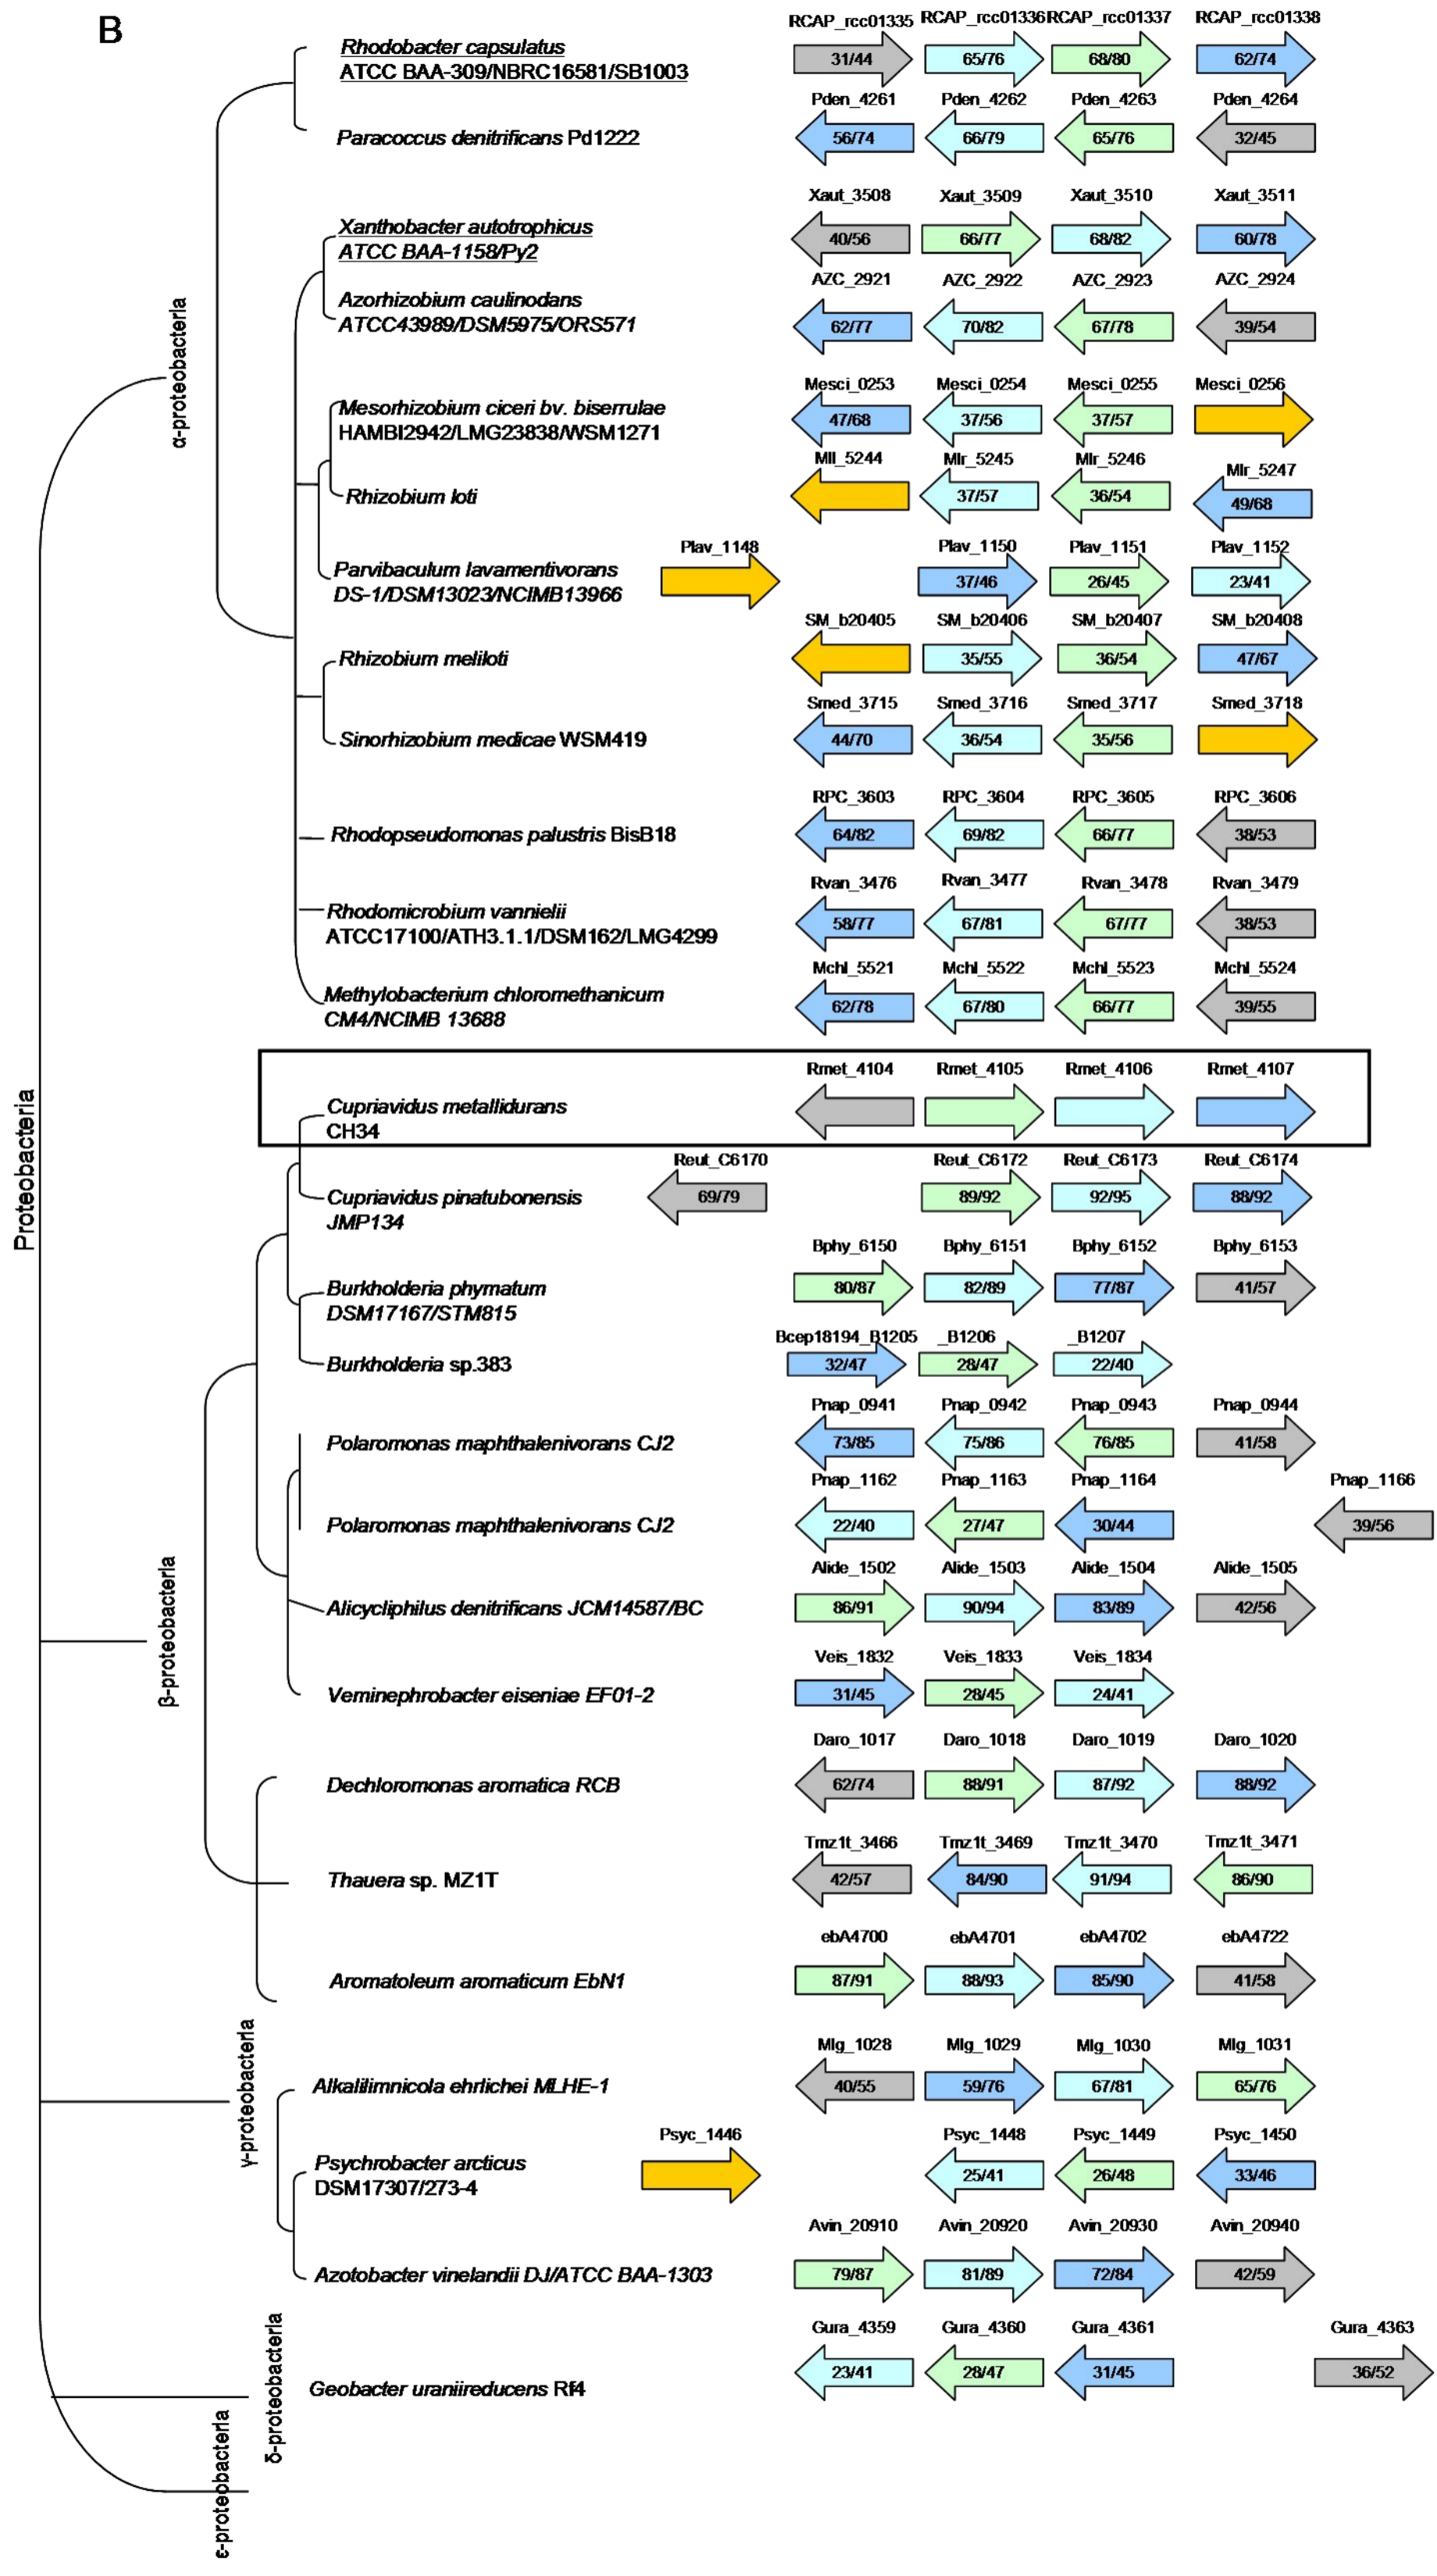 B
RCAP_rcc01335 RCAP_rcc01336 RCAP_rcc01337 RCAP_rcc01338
Rhodobacter capsulatus
ATCC BAA-309/NBRC16581/SB1003
31/44 65/76 68/80 62/74
Pden_4261 Pden_4262 Pden_4263 Pden_4264
Paracoccus denitrificans Pd1222
56/74 66/79 65/76 32/45
Xaut_3508 Xaut_3509 Xaut_3510 Xaut_3511
Xanthobacter autotrophicus
ATCC BAA-1158/Py2
40/56 66/77 68/82 60/78
AZC_2921 AZC_2922 AZC_2923 AZC_2924
Azorhizobium caulinodans
ATCC43989/DSM5975/ORS571
62/77 70/82 67/78 39/54
α-proteobacteria
Mesci_0253 Mesci_0254 Mesci_0255 Mesci_0256
Mesorhizobium ciceri bv. biserrulae
HAMBI2942/LMG23838/WSM1271
47/68 37/56 37/57
Mll_5244 Mlr_5245 Mlr_5246 Mlr_5247
Rhizobium loti
37/57 36/54 49/68
Plav_1148 Plav_1150 Plav_1151 Plav_1152
Parvibaculum lavamentivorans
DS-1/DSM13023/NCIMB13966
37/46 26/45 23/41
SM_b20405 SM_b20406 SM_b20407 SM_b20408
Rhizobium meliloti
35/55 36/54 47/67
Smed_3715 Smed_3716 Smed_3717 Smed_3718
Sinorhizobium medicae WSM419
44/70 36/54 35/56
RPC_3603 RPC_3604 RPC_3605 RPC_3606
Rhodopseudomonas palustris BisB18
64/82 69/82 66/77 38/53
Rvan_3476 Rvan_3477 Rvan_3478 Rvan_3479
Rhodomicrobium vannielii
ATCC17100/ATH3.1.1/DSM162/LMG4299
58/77 67/81 67/77 38/53
Mchl_5521 Mchl_5522 Mchl_5523 Mchl_5524
Methylobacterium chloromethanicum
CM4/NCIMB 13688
62/78 67/80 66/77 39/55
Proteobacteria
Rmet_4104 Rmet_4105 Rmet_4106 Rmet_4107
Cupriavidus metallidurans
CH34
Reut_C6170 Reut_C6172 Reut_C6173 Reut_C6174
Cupriavidus pinatubonensis
JMP134
69/79 89/92 92/95 88/92
Bphy_6150 Bphy_6151 Bphy_6152 Bphy_6153
Burkholderia phymatum
DSM17167/STM815
80/87 82/89 77/87 41/57
Bcep18194_B1205 _B1206 _B1207
Burkholderia sp.383
32/47 28/47 22/40
Pnap_0941 Pnap_0942 Pnap_0943 Pnap_0944
Polaromonas maphthalenivorans CJ2
73/85 75/86 76/85 41/58
Pnap_1162 Pnap_1163 Pnap_1164 Pnap_1166
Polaromonas maphthalenivorans CJ2
22/40 27/47 30/44 39/56
β-proteobacteria
Alide_1502 Alide_1503 Alide_1504 Alide_1505
Alicycliphilus denitrificans JCM14587/BC
86/91 90/94 83/89 42/56
Veis_1832 Veis_1833 Veis_1834
Veminephrobacter eiseniae EF01-2
31/45 28/45 24/41
Daro_1017 Daro_1018 Daro_1019 Daro_1020
Dechloromonas aromatica RCB
62/74 88/91 87/92 88/92
Tmz1t_3466 Tmz1t_3469 Tmz1t_3470 Tmz1t_3471
Thauera sp. MZ1T
42/57 84/90 91/94 86/90
ebA4700 ebA4701 ebA4702 ebA4722
Aromatoleum aromaticum EbN1
87/91 88/93 85/90 41/58
γ-proteobacteria
Mlg_1028 Mlg_1029 Mlg_1030 Mlg_1031
Alkalilimnicola ehrlichei MLHE-1
40/55 59/76 67/81 65/76
Psyc_1446 Psyc_1448 Psyc_1449 Psyc_1450
Psychrobacter arcticus
DSM17307/273-4
25/41 26/48 33/46
Avin_20910 Avin_20920 Avin_20930 Avin_20940
Azotobacter vinelandii DJ/ATCC BAA-1303
79/87 81/89 72/84 42/59
δ-proteobacteria
Gura_4359 Gura_4360 Gura_4361 Gura_4363
Geobacter uraniireducens Rf4
23/41 28/47 31/45 36/52
ε-proteobacteria